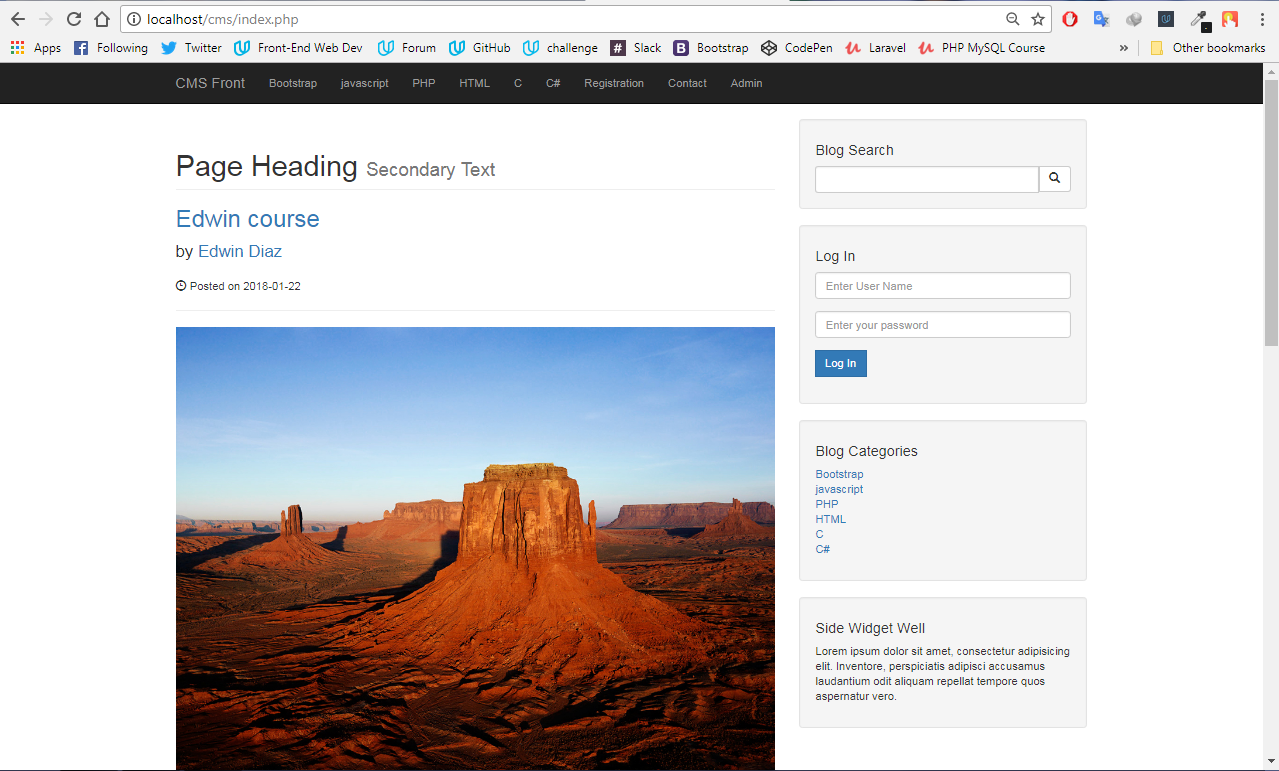 localhost/cms/index.php
Apps Following Twitter Front-End Web Dev Forum GitHub challenge # Slack B Bootstrap CodePen Laravel PHP MySQL Course » Other bookmarks
CMS Front Bootstrap javascript PHP HTML C C# Registration Contact Admin
Page Heading Secondary Text
Edwin course
by Edwin Diaz
Posted on 2018-01-22
Blog Search
Log In
Enter User Name
Enter your password
Log In
Blog Categories
Bootstrap
javascript
PHP
HTML
C
C#
Side Widget Well
Lorem ipsum dolor sit amet, consectetur adipisicing
elit. Inventore, perspiciatis adipisci accusamus
laudantium odit aliquam repellat tempore quos
aspernatur vero.